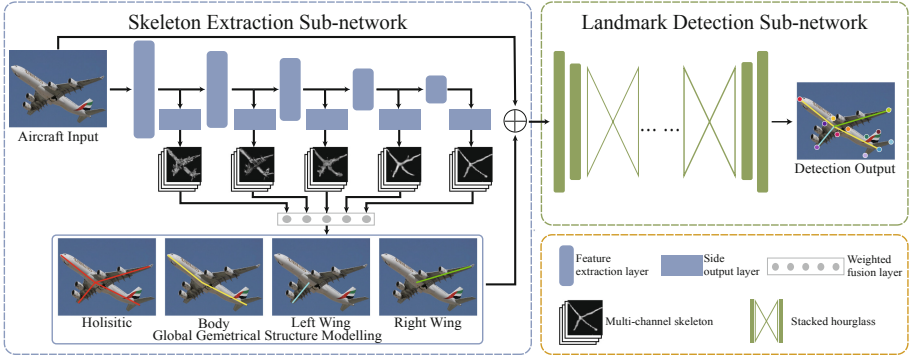 Skeleton Extraction Sub-network
Landmark Detection Sub-network
Aircraft Input
Detection Output
Holisitic
Body
Left Wing
Right Wing
Global Gemetrical Structure Modelling
Feature
extraction layer
Side
output layer
Weighted
fusion layer
Multi-channel skeleton
Stacked hourglass